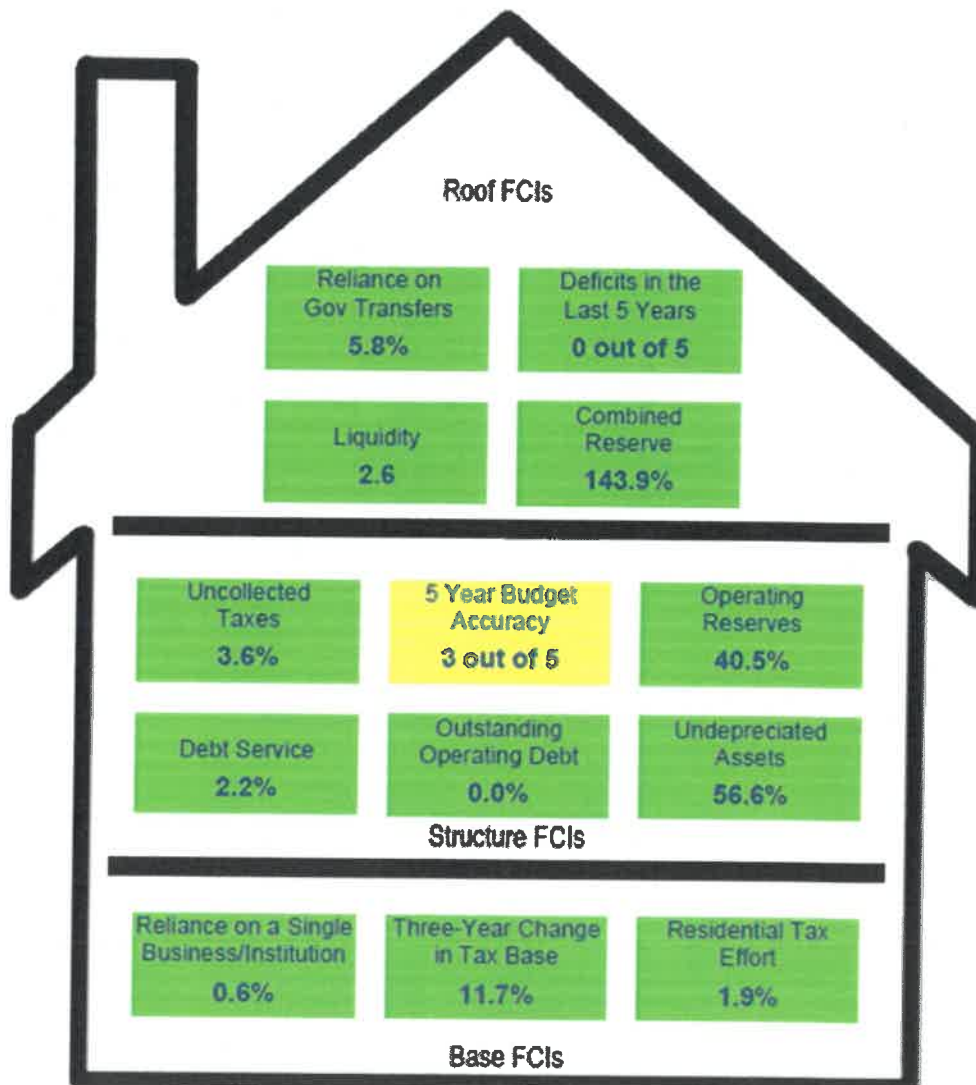 Roof FCIs
Reliance on
Gov Transfers
5.8%
Deficits in the
Last 5 Years
0 out of 5
Liquidity
2.6
Combined
Reserve
143.9%
Uncollected
Taxes
3.6%
5 Year Budget
Accuracy
3 out of 5
Operating
Reserves
40.5%
Debt Service
2.2%
Outstanding
Operating Debt
0.0%
Undepreciated
Assets
56.6%
Structure FCIs
Reliance on a Single
Business/Institution
0.6%
Three-Year Change
in Tax Base
11.7%
Residential Tax
Effort
1.9%
Base FCIs